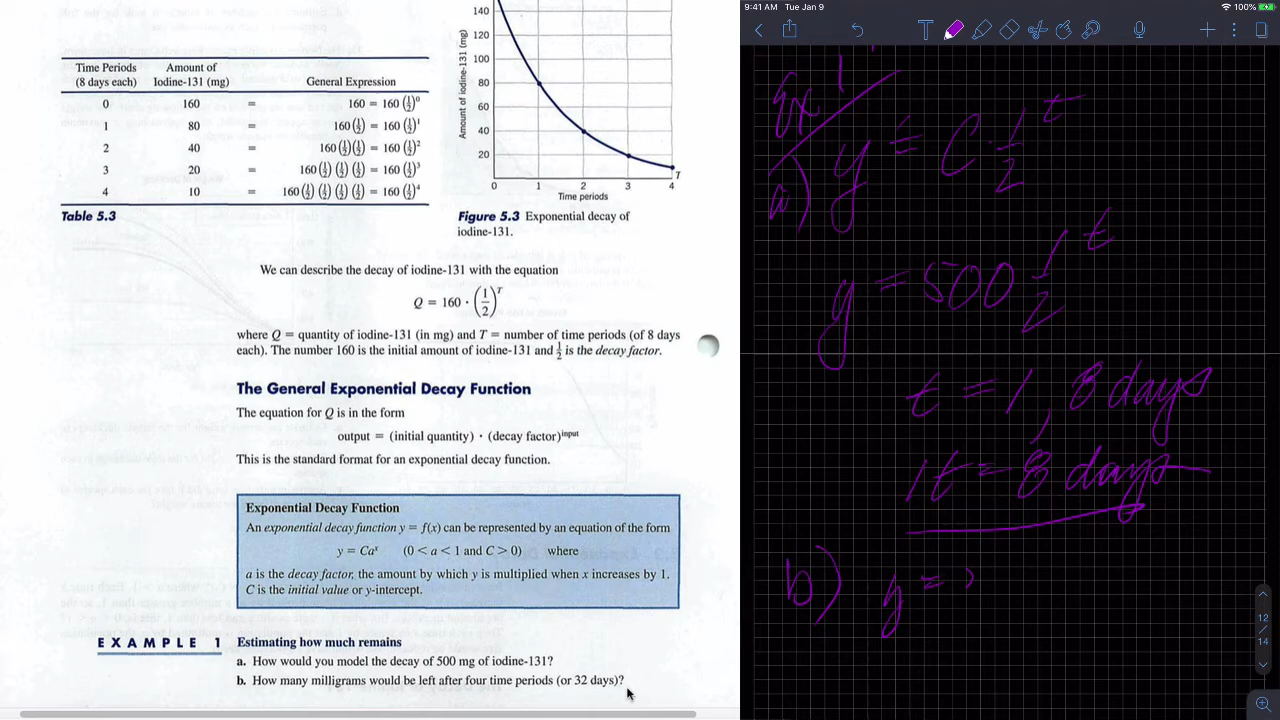 Time Periods (8 days each) Amount of Iodine-131 (mg) General Expression
0 160 = 160 = 160 (1/2)⁰
1 80 = 160(1/2) = 160 (1/2)¹
2 40 = 160(1/2)(1/2) = 160 (1/2)²
3 20 = 160(1/2) (1/2) (1/2) = 160 (1/2)³
4 10 = 160(1/2) (1/2) (1/2) (1/2) = 160 (1/2)⁴
Table 5.3
Amount of iodine-131 (mg)
140
120
100
80
60
40
20
0 1 2 3 4
T
Time periods
Figure 5.3 Exponential decay of
iodine-131.
We can describe the decay of iodine-131 with the equation
Q = 160 · (1/2)ᵀ
where Q = quantity of iodine-131 (in mg) and T = number of time periods (of 8 days
each). The number 160 is the initial amount of iodine-131 and 1/2 is the decay factor.
The General Exponential Decay Function
The equation for Q is in the form
output = (initial quantity) · (decay factor)^input
This is the standard format for an exponential decay function.
Exponential Decay Function
An exponential decay function y = f(x) can be represented by an equation of the form
y = Caˣ (0 < a < 1 and C > 0) where
a is the decay factor, the amount by which y is multiplied when x increases by 1.
C is the initial value or y-intercept.
EXAMPLE 1 Estimating how much remains
a. How would you model the decay of 500 mg of iodine-131?
b. How many milligrams would be left after four time periods (or 32 days)?
9:41 AM Tue Jan 9
100%
Ex 1
a) y = C · 1/2 ^t
y = 500 1/2 ^t
t = 1, 8 days
1t = 8 days
b) y =
12
14